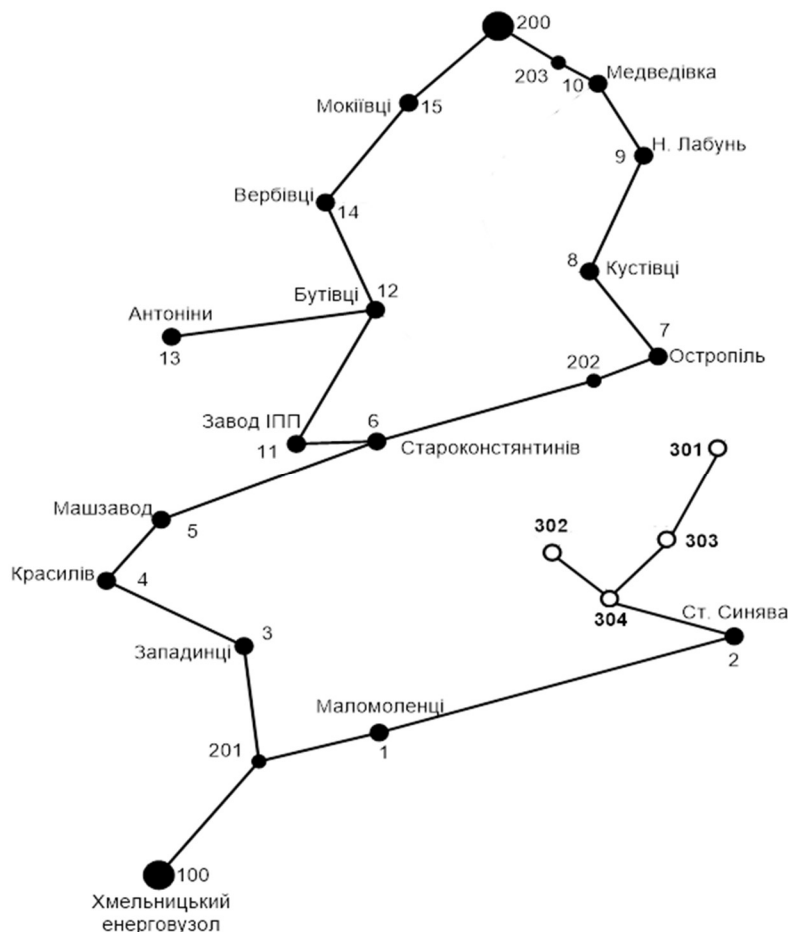 200
203
10
Медведівка
Мокіївці
15
9
Н. Лабунь
Вербівці
14
8
Кустівці
Бутівці
12
Антоніни
13
7
Остропіль
202
Завод ІПП
11
6
Староконстянтинів
301
Машзавод
5
302
303
Красилів
4
304
Ст. Синява
2
3
Западинці
Маломоленці
1
201
100
Хмельницький
енерговузол